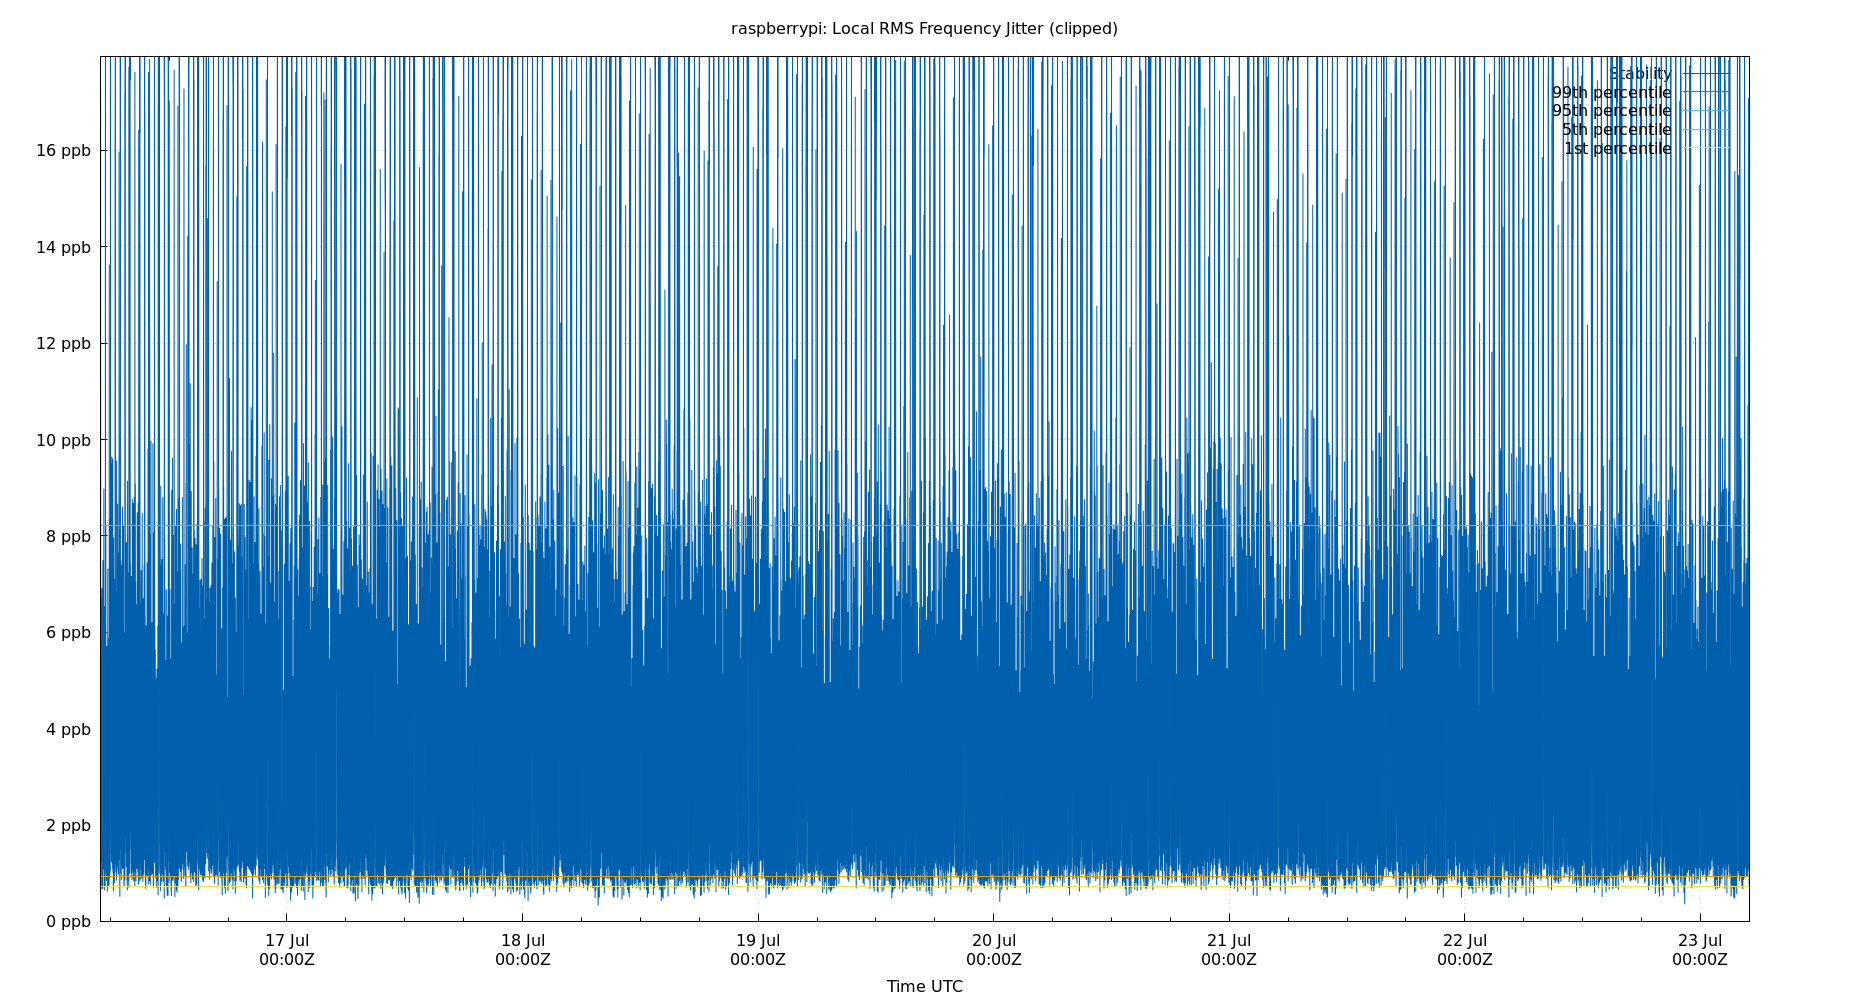 raspberrypi: Local RMS Frequency Jitter (clipped)
Stability
99th percentile
95th percentile
5th percentile
1st percentile
16 ppb
14 ppb
12 ppb
10 ppb
8 ppb
6 ppb
4 ppb
2 ppb
0 ppb
17 Jul 18 Jul 19 Jul 20 Jul 21 Jul 22 Jul 23 Jul
00:00Z 00:00Z 00:00Z 00:00Z 00:00Z 00:00Z 00:00Z
Time UTC